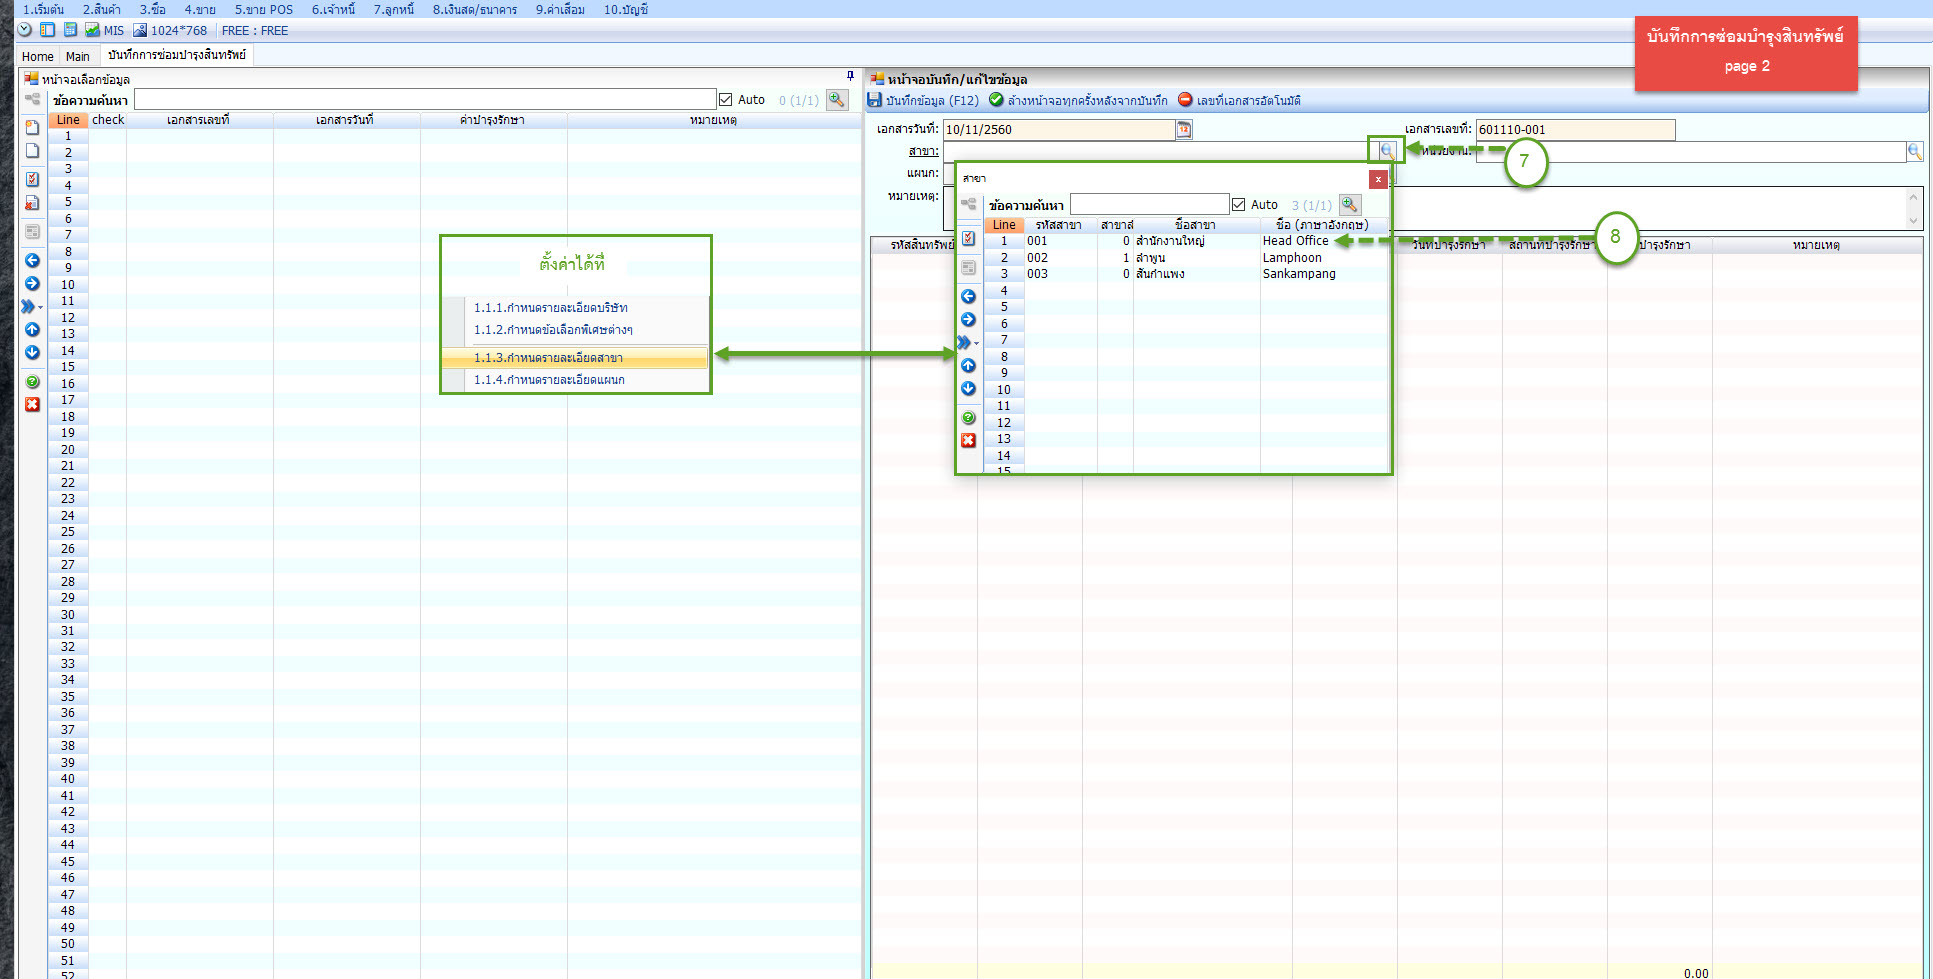 1.เริ่มต้น 2.สินค้า 3.ซื้อ 4.ขาย 5.ขาย POS 6.เจ้าหนี้ 7.ลูกหนี้ 8.เงินสด/ธนาคาร 9.ค่าเสื่อม 10.บัญชี
MIS 1024*768 FREE : FREE
บันทึกการซ่อมบำรุงสินทรัพย์
page 2
Home Main บันทึกการซ่อมบำรุงสินทรัพย์
หน้าจอเลือกข้อมูล
ข้อความค้นหา Auto 0 (1/1)
Line check เอกสารเลขที่ เอกสารวันที่ ค่าบำรุงรักษา หมายเหตุ
1
2
3
4
5
6
7
8
9
10
11
12
13
14
15
16
17
18
19
20
21
22
23
24
25
26
27
28
29
30
31
32
33
34
35
36
37
38
39
40
41
42
43
44
45
46
47
48
49
50
51
52
ตั้งค่าได้ที่
1.1.1.กำหนดรายละเอียดบริษัท
1.1.2.กำหนดข้อเลือกพิเศษต่างๆ
1.1.3.กำหนดรายละเอียดสาขา
1.1.4.กำหนดรายละเอียดแผนก
หน้าจอบันทึก/แก้ไขข้อมูล
บันทึกข้อมูล (F12) ล้างหน้าจอทุกครั้งหลังจากบันทึก เลขที่เอกสารอัตโนมัติ
เอกสารวันที่: 10/11/2560 12 เอกสารเลขที่: 601110-001
สาขา: หน่วยงาน:
7
แผนก:
หมายเหตุ:
รหัสสินทรัพย์ วันที่บำรุงรักษา สถานที่บำรุงรักษา บำรุงรักษา หมายเหตุ
8
สาขา x
ข้อความค้นหา Auto 3 (1/1)
Line รหัสสาขา สาขาลำ ชื่อสาขา ชื่อ (ภาษาอังกฤษ)
1 001 0 สำนักงานใหญ่ Head Office
2 002 1 ลำพูน Lamphoon
3 003 0 สันกำแพง Sankampang
4
5
6
7
8
9
10
11
12
13
14
15
0.00